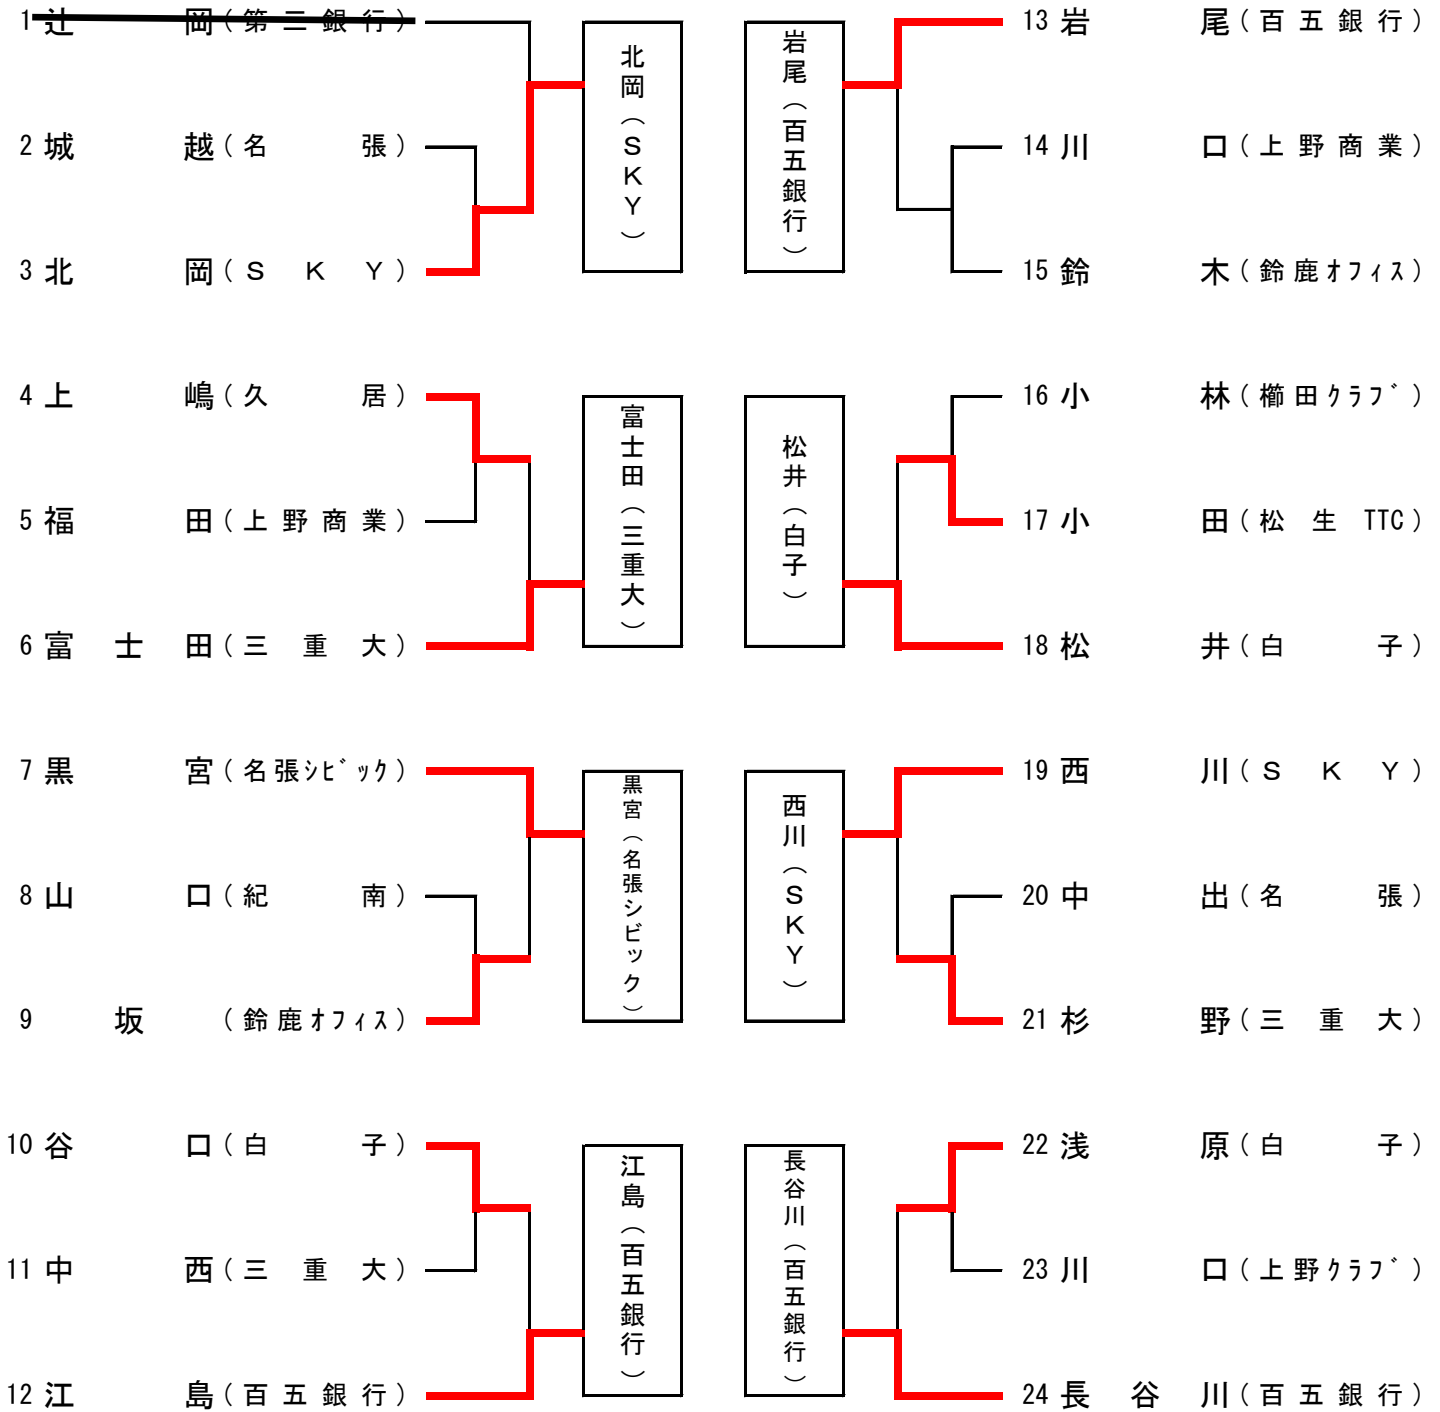 1 辻岡(第三銀行)
2 城越(名張)
3 北岡(SKY)
4 上嶋(久居)
5 福田(上野商業)
6 富士田(三重大)
7 黒宮(名張ｼﾋﾞｯｸ)
8 山口(紀南)
9 坂(鈴鹿ｵﾌｨｽ)
10 谷口(白子)
11 中西(三重大)
12 江島(百五銀行)
北岡(SKY)
富士田(三重大)
黒宮(名張シビック)
江島(百五銀行)
岩尾(百五銀行)
松井(白子)
西川(SKY)
長谷川(百五銀行)
13 岩尾(百五銀行)
14 川口(上野商業)
15 鈴木(鈴鹿ｵﾌｨｽ)
16 小林(櫛田ｸﾗﾌﾞ)
17 小田(松生TTC)
18 松井(白子)
19 西川(SKY)
20 中出(名張)
21 杉野(三重大)
22 浅原(白子)
23 川口(上野ｸﾗﾌﾞ)
24 長谷川(百五銀行)